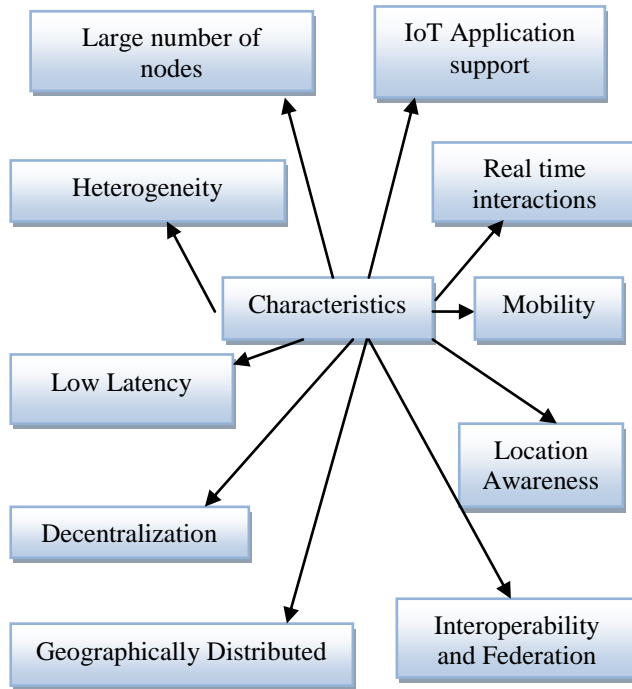 Large number of
nodes
IoT Application
support
Heterogeneity
Real time
interactions
Characteristics
Mobility
Low Latency
Location
Awareness
Decentralization
Geographically Distributed
Interoperability
and Federation